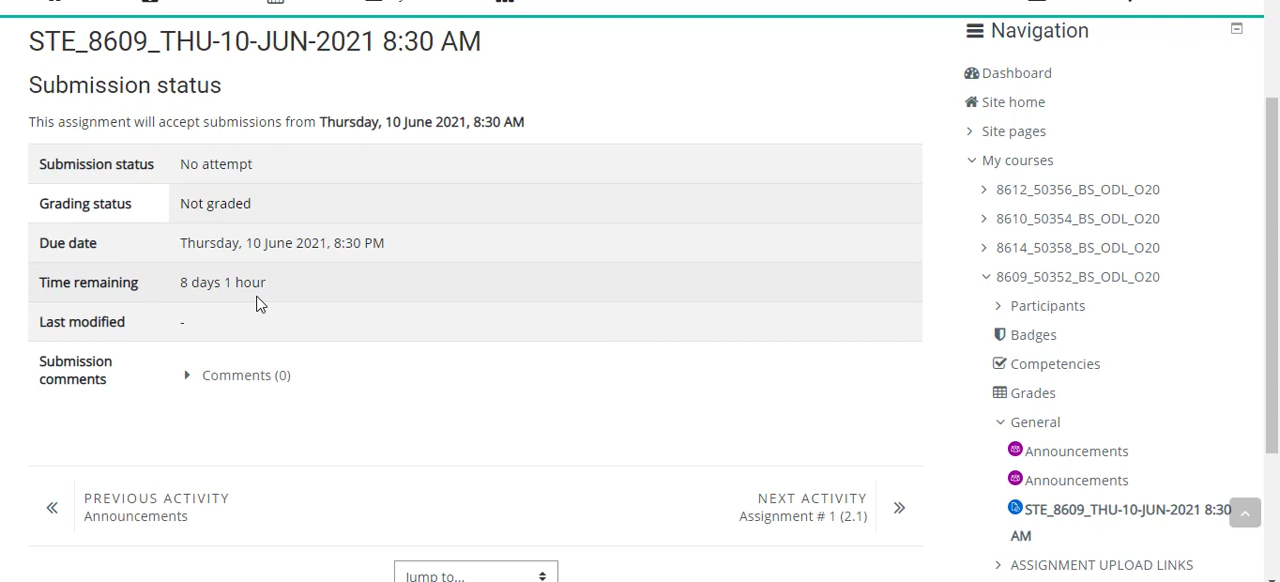 STE_8609_THU-10-JUN-2021 8:30 AM
Submission status
This assignment will accept submissions from Thursday, 10 June 2021, 8:30 AM
Submission status No attempt
Grading status Not graded
Due date Thursday, 10 June 2021, 8:30 PM
Time remaining 8 days 1 hour
Last modified -
Submission
comments
Comments (0)
PREVIOUS ACTIVITY
Announcements
NEXT ACTIVITY
Assignment # 1 (2.1)
Jump to...
Navigation
Dashboard
Site home
Site pages
My courses
8612_50356_BS_ODL_O20
8610_50354_BS_ODL_O20
8614_50358_BS_ODL_O20
8609_50352_BS_ODL_O20
Participants
Badges
Competencies
Grades
General
Announcements
Announcements
STE_8609_THU-10-JUN-2021 8:30
AM
ASSIGNMENT UPLOAD LINKS